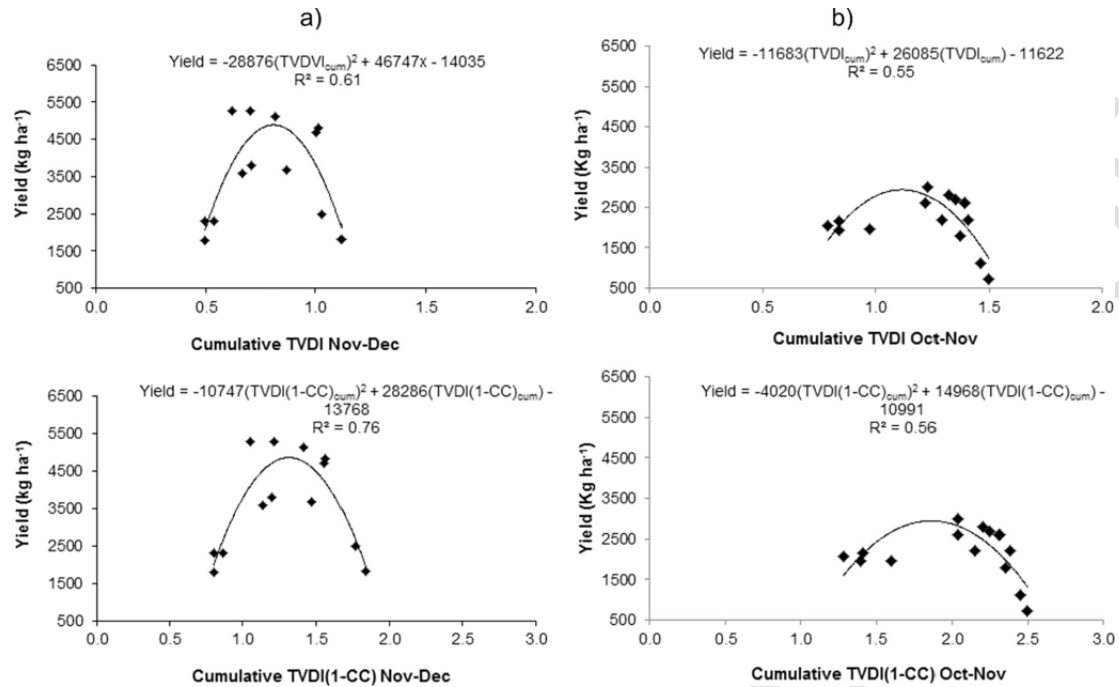 a)
Yield = -28876(TVDVI_cum)² + 46747x - 14035
R² = 0.61
6500
5500
4500
3500
2500
1500
500
Yield (kg ha⁻¹)
0.0 0.5 1.0 1.5 2.0
Cumulative TVDI Nov-Dec
b)
Yield = -11683(TVDI_cum)² + 26085(TVDI_cum) - 11622
R² = 0.55
6500
5500
4500
3500
2500
1500
500
Yield (Kg ha⁻¹)
0.0 0.5 1.0 1.5 2.0
Cumulative TVDI Oct-Nov
Yield = -10747(TVDI(1-CC)_cum)² + 28286(TVDI(1-CC)_cum) -
13768
R² = 0.76
6500
5500
4500
3500
2500
1500
500
Yield (kg ha⁻¹)
0.0 0.5 1.0 1.5 2.0 2.5 3.0
Cumulative TVDI(1-CC) Nov-Dec
Yield = -4020(TVDI(1-CC)_cum)² + 14968(TVDI(1-CC)_cum) -
10991
R² = 0.56
6500
5500
4500
3500
2500
1500
500
Yield (Kg ha⁻¹)
0.0 0.5 1.0 1.5 2.0 2.5 3.0
Cumulative TVDI(1-CC) Oct-Nov